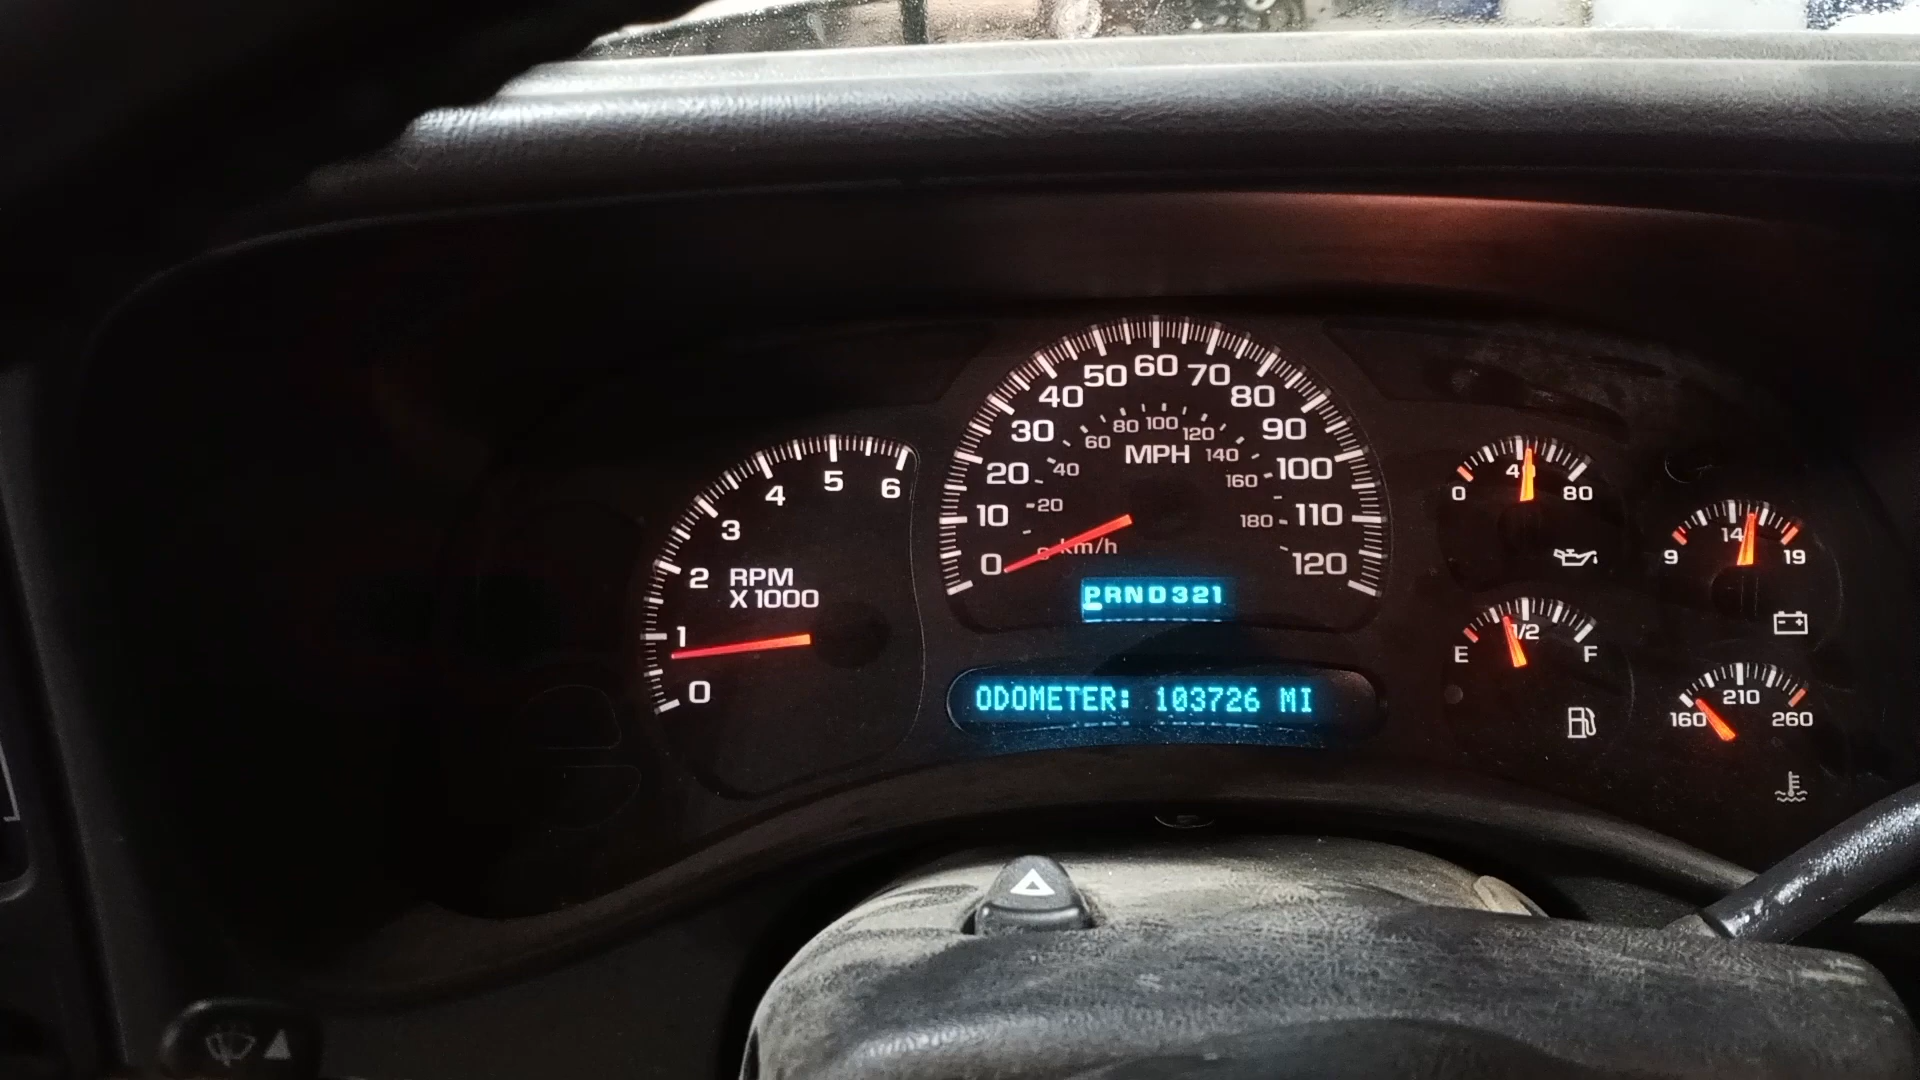 0 10 20 30 40 50 60 70 80 90 100 110 120
MPH
20 40 60 80 100 120 140 160 180
km/h
PRND321
ODOMETER: 103726 MI
0 1 2 3 4 5 6
RPM
X 1000
0 80
9 14 19
E 1/2 F
160 210 260